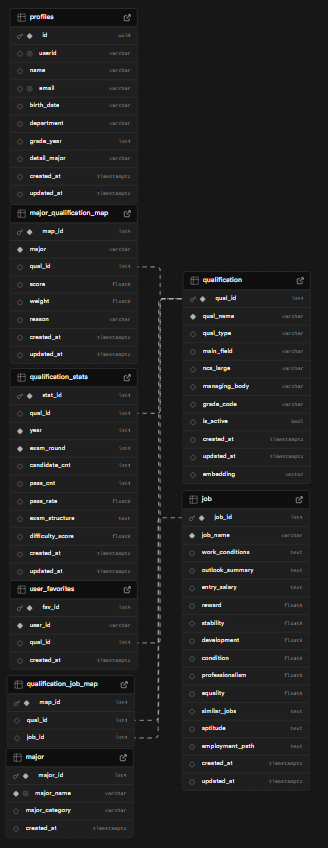 profiles
id uuid
userid varchar
name varchar
email varchar
birth_date varchar
department varchar
grade_year int4
detail_major varchar
created_at timestamptz
updated_at timestamptz
major_qualification_map
map_id int4
major varchar
qual_id int4
score float8
weight float8
reason varchar
created_at timestamptz
updated_at timestamptz
qualification_stats
stat_id int4
qual_id int4
year int4
exam_round int4
candidate_cnt int4
pass_cnt int4
pass_rate float8
exam_structure text
difficulty_score float8
created_at timestamptz
updated_at timestamptz
user_favorites
fav_id int4
user_id varchar
qual_id int4
created_at timestamptz
qualification_job_map
map_id int4
qual_id int4
job_id int4
major
major_id int4
major_name varchar
major_category varchar
created_at timestamptz
qualification
qual_id int4
qual_name varchar
qual_type varchar
main_field varchar
ncs_large varchar
managing_body varchar
grade_code varchar
is_active bool
created_at timestamptz
updated_at timestamptz
embedding vector
job
job_id int4
job_name varchar
work_conditions text
outlook_summary text
entry_salary text
reward float8
stability float8
development float8
condition float8
professionalism float8
equality float8
similar_jobs text
aptitude text
employment_path text
created_at timestamptz
updated_at timestamptz